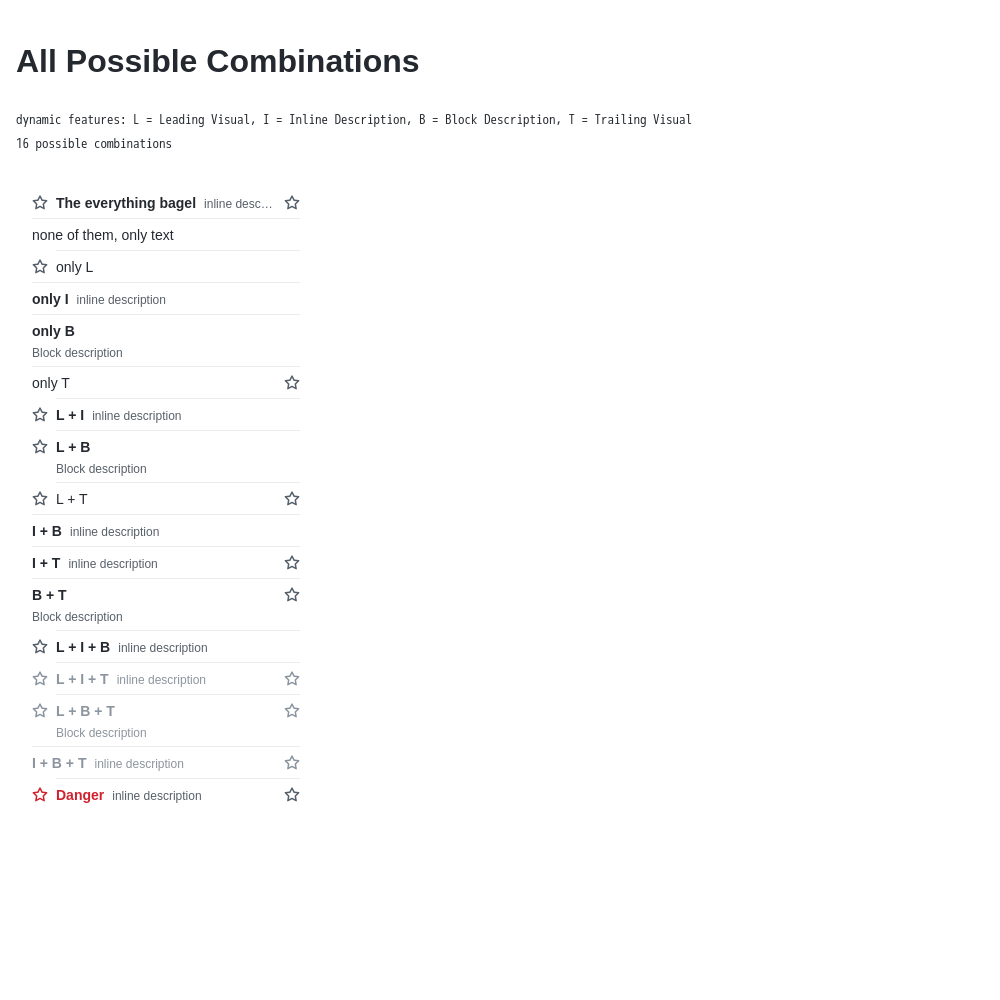 All Possible Combinations
dynamic features: L = Leading Visual, I = Inline Description, B = Block Description, T = Trailing Visual
16 possible combinations
The everything bagel inline desc…
none of them, only text
only L
only I inline description
only B
Block description
only T
L + I inline description
L + B
Block description
L + T
I + B inline description
I + T inline description
B + T
Block description
L + I + B inline description
L + I + T inline description
L + B + T
Block description
I + B + T inline description
Danger inline description